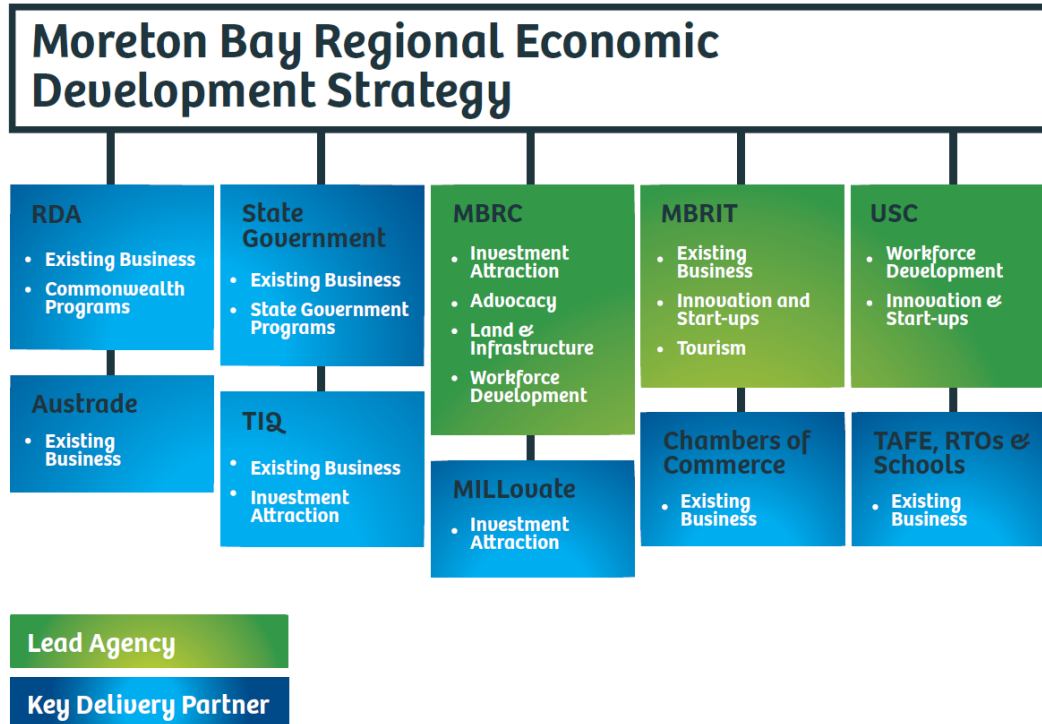 Moreton Bay Regional Economic
Development Strategy
RDA
• Existing Business
• Commonwealth
Programs
Austrade
• Existing
Business
State
Government
• Existing Business
• State Government
Programs
TIQ
• Existing Business
• Investment
Attraction
MBRC
• Investment
Attraction
• Advocacy
• Land &
Infrastructure
• Workforce
Development
MILLovate
• Investment
Attraction
MBRIT
• Existing
Business
• Innovation and
Start-ups
• Tourism
Chambers of
Commerce
• Existing
Business
USC
• Workforce
Development
• Innovation &
Start-ups
TAFE, RTOs &
Schools
• Existing
Business
Lead Agency
Key Delivery Partner